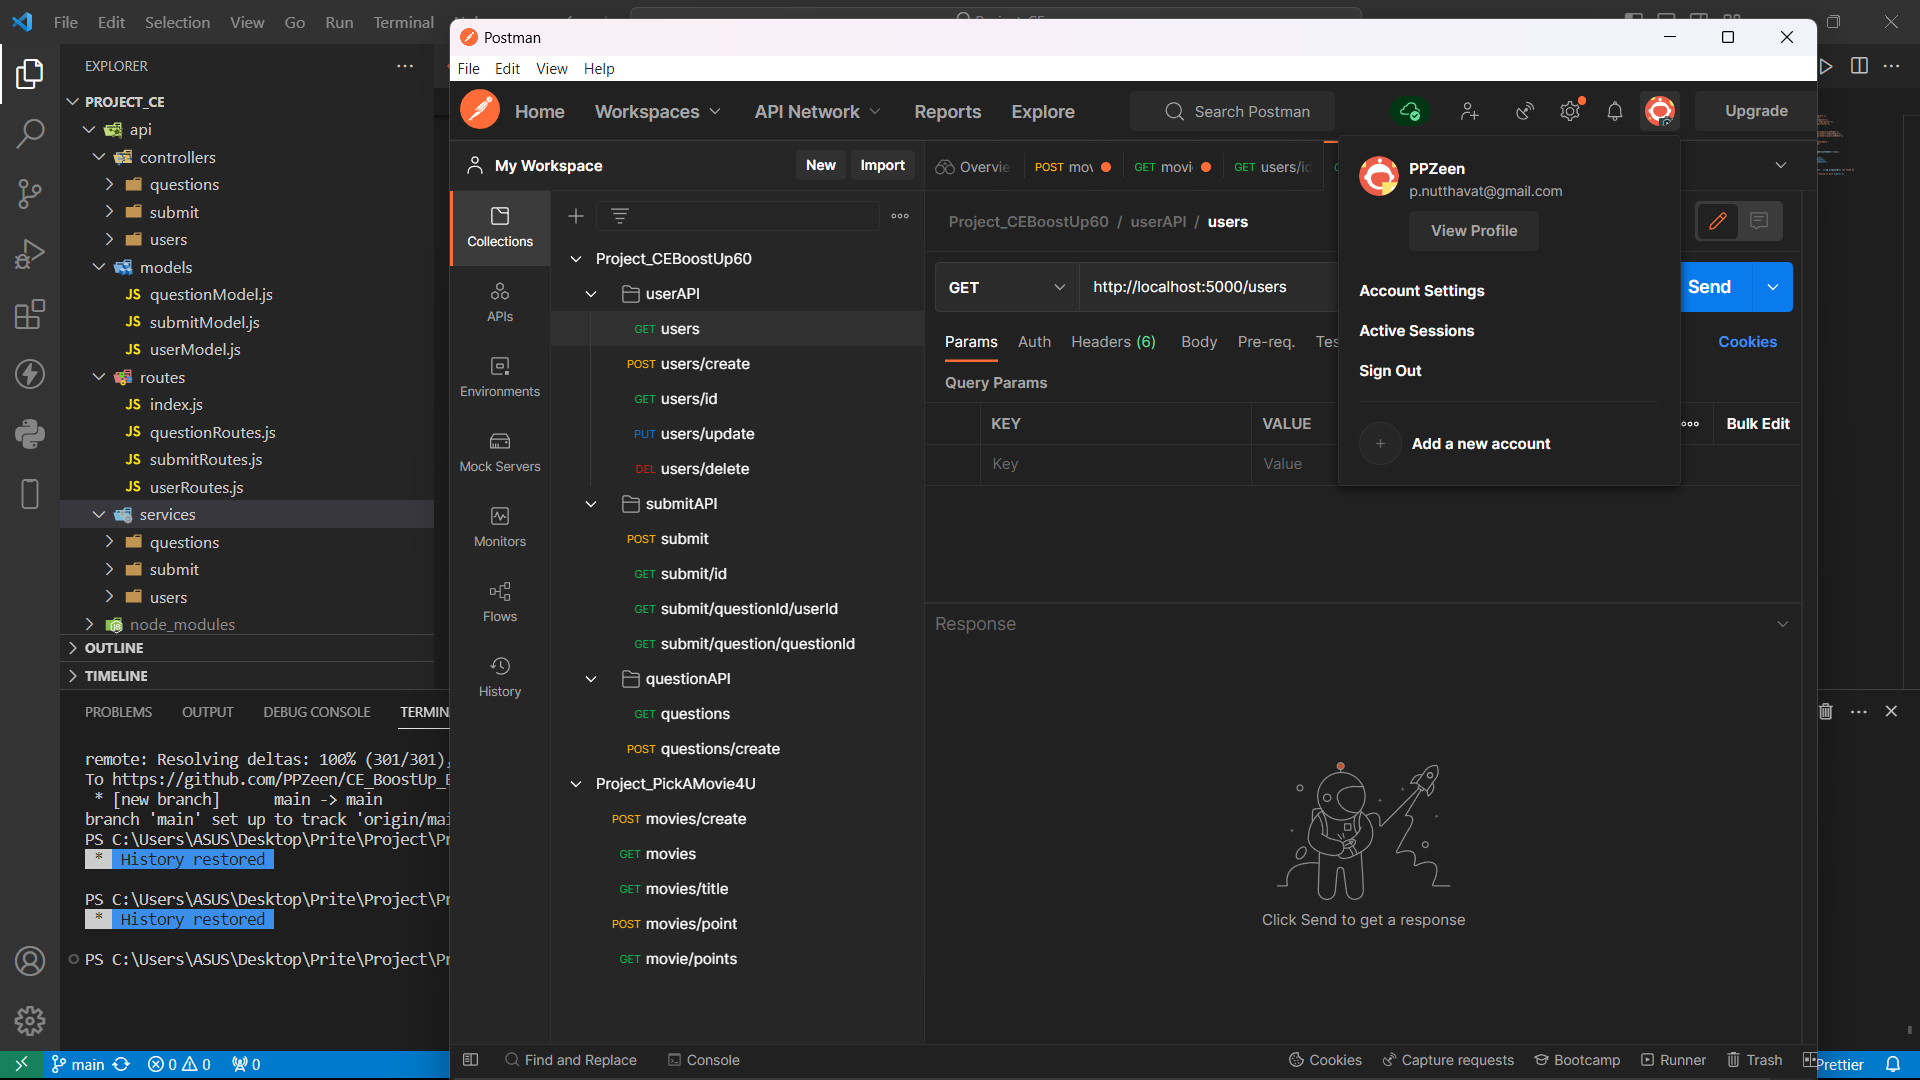 File Edit Selection View Go Run Terminal
EXPLORER
PROJECT_CE
api
controllers
questions
submit
users
models
JS questionModel.js
JS submitModel.js
JS userModel.js
routes
JS index.js
JS questionRoutes.js
JS submitRoutes.js
JS userRoutes.js
services
questions
submit
users
node_modules
OUTLINE
TIMELINE
PROBLEMS OUTPUT DEBUG CONSOLE TERMIN
remote: Resolving deltas: 100% (301/301),
To https://github.com/PPZeen/CE_BoostUp_
* [new branch] main -> main
branch 'main' set up to track 'origin/mai
PS C:\Users\ASUS\Desktop\Prite\Project\Pr
* History restored
PS C:\Users\ASUS\Desktop\Prite\Project\Pr
* History restored
PS C:\Users\ASUS\Desktop\Prite\Project\Pr
main 0 0 0
Prettier
Postman
File Edit View Help
Home Workspaces API Network Reports Explore Search Postman Upgrade
My Workspace New Import
Collections
APIs
Environments
Mock Servers
Monitors
Flows
History
Project_CEBoostUp60
userAPI
GET users
POST users/create
GET users/id
PUT users/update
DEL users/delete
submitAPI
POST submit
GET submit/id
GET submit/questionId/userId
GET submit/question/questionId
questionAPI
GET questions
POST questions/create
Project_PickAMovie4U
POST movies/create
GET movies
GET movies/title
POST movies/point
GET movie/points
Overvie POST mov GET movi GET users/i
Project_CEBoostUp60 / userAPI / users
GET http://localhost:5000/users Send
Params Auth Headers (6) Body Pre-req. Tes Cookies
Query Params
KEY VALUE Bulk Edit
Key Value
Response
Click Send to get a response
PPZeen
p.nutthavat@gmail.com
View Profile
Account Settings
Active Sessions
Sign Out
+ Add a new account
Find and Replace Console Cookies Capture requests Bootcamp Runner Trash